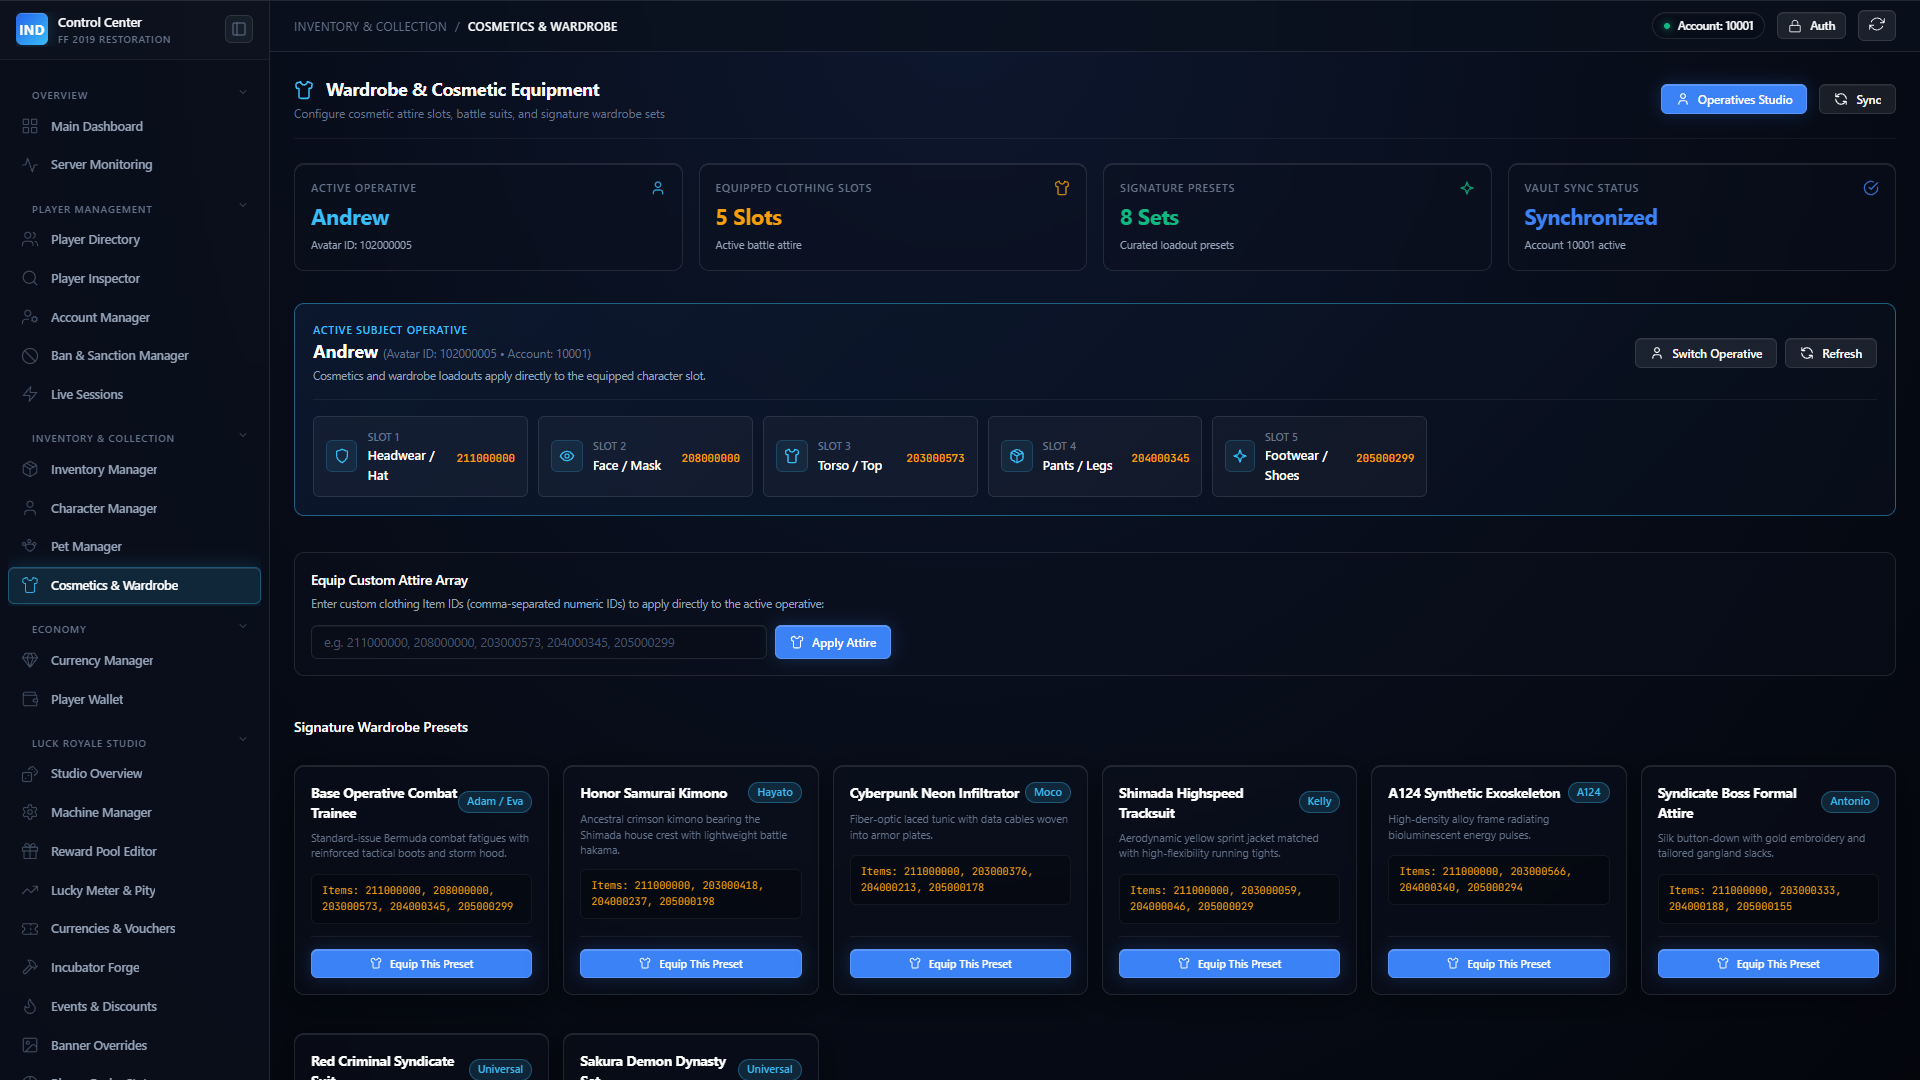 IND
Control Center
FF 2019 RESTORATION
OVERVIEW
Main Dashboard
Server Monitoring
PLAYER MANAGEMENT
Player Directory
Player Inspector
Account Manager
Ban & Sanction Manager
Live Sessions
INVENTORY & COLLECTION
Inventory Manager
Character Manager
Pet Manager
Cosmetics & Wardrobe
ECONOMY
Currency Manager
Player Wallet
LUCK ROYALE STUDIO
Studio Overview
Machine Manager
Reward Pool Editor
Lucky Meter & Pity
Currencies & Vouchers
Incubator Forge
Events & Discounts
Banner Overrides
INVENTORY & COLLECTION / COSMETICS & WARDROBE
Account: 10001
Auth
Wardrobe & Cosmetic Equipment
Configure cosmetic attire slots, battle suits, and signature wardrobe sets
Operatives Studio
Sync
ACTIVE OPERATIVE
Andrew
Avatar ID: 102000005
EQUIPPED CLOTHING SLOTS
5 Slots
Active battle attire
SIGNATURE PRESETS
8 Sets
Curated loadout presets
VAULT SYNC STATUS
Synchronized
Account 10001 active
ACTIVE SUBJECT OPERATIVE
Andrew (Avatar ID: 102000005 • Account: 10001)
Cosmetics and wardrobe loadouts apply directly to the equipped character slot.
Switch Operative
Refresh
SLOT 1
Headwear /
Hat
211000000
SLOT 2
Face / Mask
208000000
SLOT 3
Torso / Top
203000573
SLOT 4
Pants / Legs
204000345
SLOT 5
Footwear /
Shoes
205000299
Equip Custom Attire Array
Enter custom clothing Item IDs (comma-separated numeric IDs) to apply directly to the active operative:
e.g. 211000000, 208000000, 203000573, 204000345, 205000299
Apply Attire
Signature Wardrobe Presets
Base Operative Combat
Trainee
Adam / Eva
Standard-issue Bermuda combat fatigues with
reinforced tactical boots and storm hood.
Items: 211000000, 208000000,
203000573, 204000345, 205000299
Equip This Preset
Honor Samurai Kimono
Hayato
Ancestral crimson kimono bearing the
Shimada house crest with lightweight battle
hakama.
Items: 211000000, 203000418,
204000237, 205000198
Equip This Preset
Cyberpunk Neon Infiltrator
Moco
Fiber-optic laced tunic with data cables woven
into armor plates.
Items: 211000000, 203000376,
204000213, 205000178
Equip This Preset
Shimada Highspeed
Tracksuit
Kelly
Aerodynamic yellow sprint jacket matched
with high-flexibility running tights.
Items: 211000000, 203000059,
204000046, 205000029
Equip This Preset
A124 Synthetic Exoskeleton
A124
High-density alloy frame radiating
bioluminescent energy pulses.
Items: 211000000, 203000566,
204000340, 205000294
Equip This Preset
Syndicate Boss Formal
Attire
Antonio
Silk button-down with gold embroidery and
tailored gangland slacks.
Items: 211000000, 203000333,
204000188, 205000155
Equip This Preset
Red Criminal Syndicate
Universal
Sakura Demon Dynasty
Universal